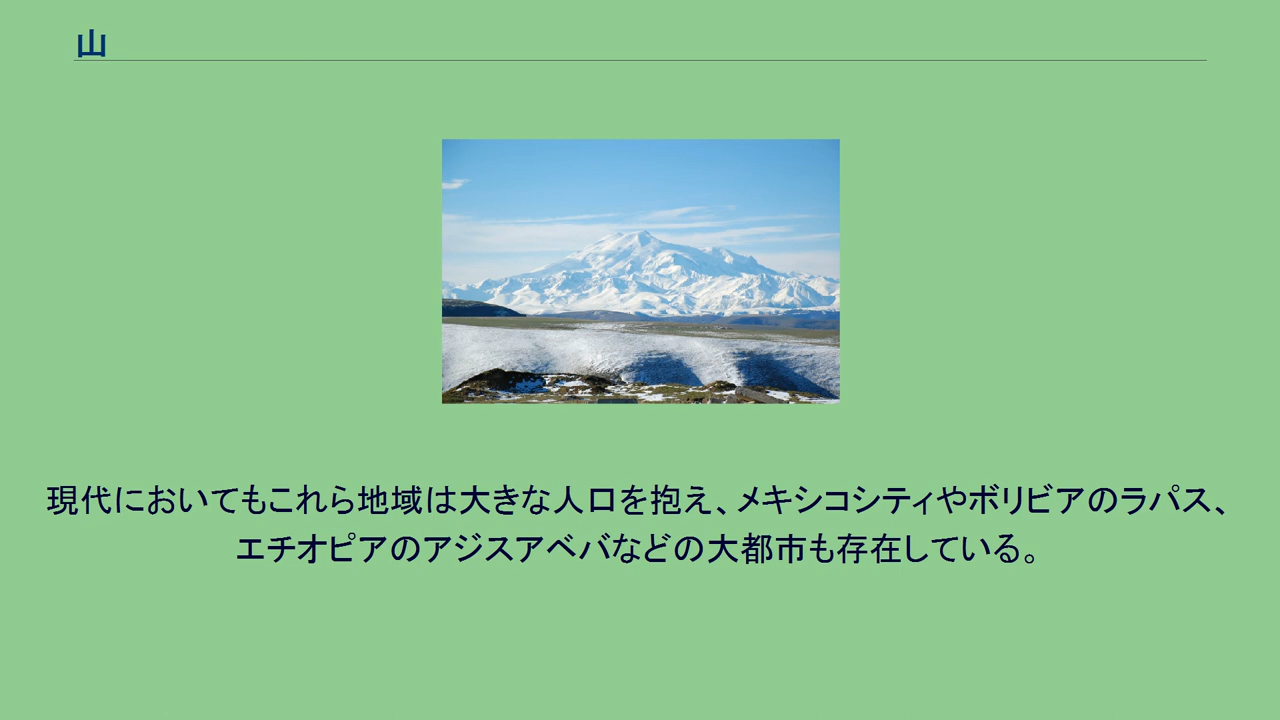 山
現代においてもこれら地域は大きな人口を抱え、メキシコシティやボリビアのラパス、
エチオピアのアジスアベバなどの大都市も存在している。